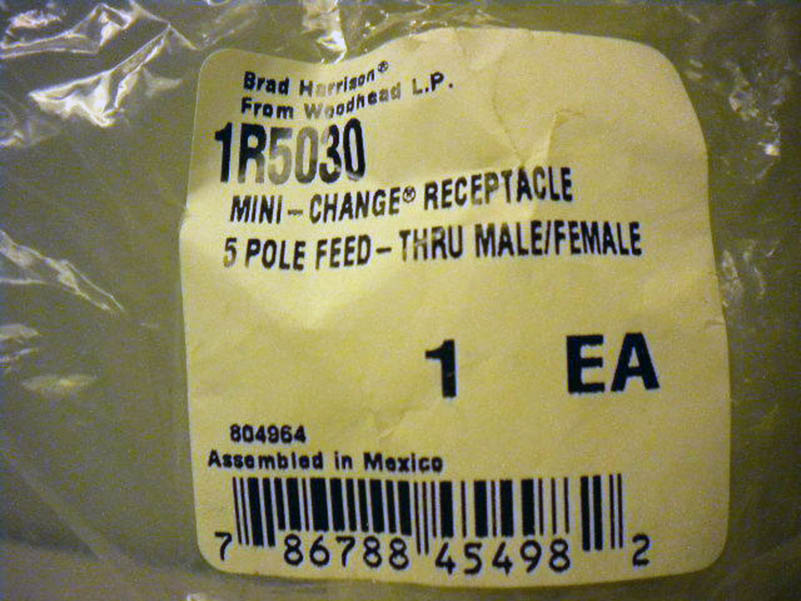 Brad Harrison®
From Woodhead L.P.
1R5030
MINI-CHANGE® RECEPTACLE
5 POLE FEED-THRU MALE/FEMALE
1 EA
804964
Assembled in Mexico
7 86788 45498 2